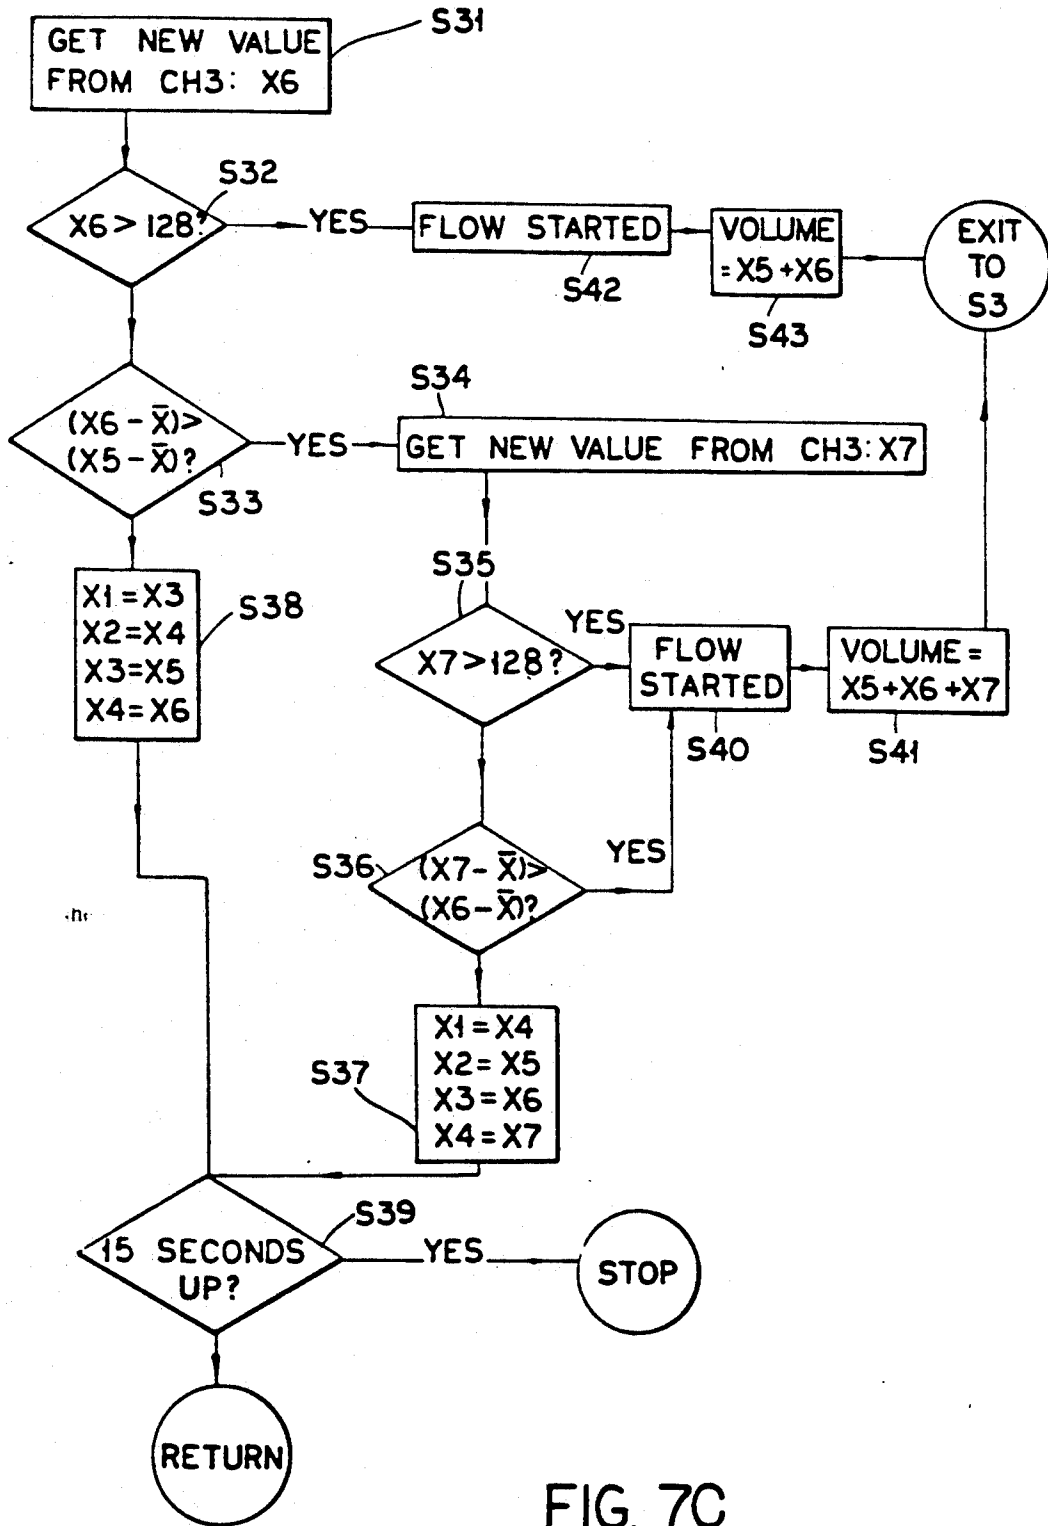 S31
GET NEW VALUE
FROM CH3: X6
S32
X6 > 128?
YES
FLOW STARTED
S42
VOLUME
= X5 + X6
S43
EXIT
TO
S3
(X6 - X̄) >
(X5 - X̄)?
S33
YES
S34
GET NEW VALUE FROM CH3: X7
X1 = X3
X2 = X4
X3 = X5
X4 = X6
S38
S35
X7 > 128?
YES
FLOW
STARTED
S40
VOLUME =
X5 + X6 + X7
S41
S36
(X7 - X̄) >
(X6 - X̄)?
YES
X1 = X4
X2 = X5
X3 = X6
X4 = X7
S37
15 SECONDS
UP?
S39
YES
STOP
RETURN
FIG. 7C